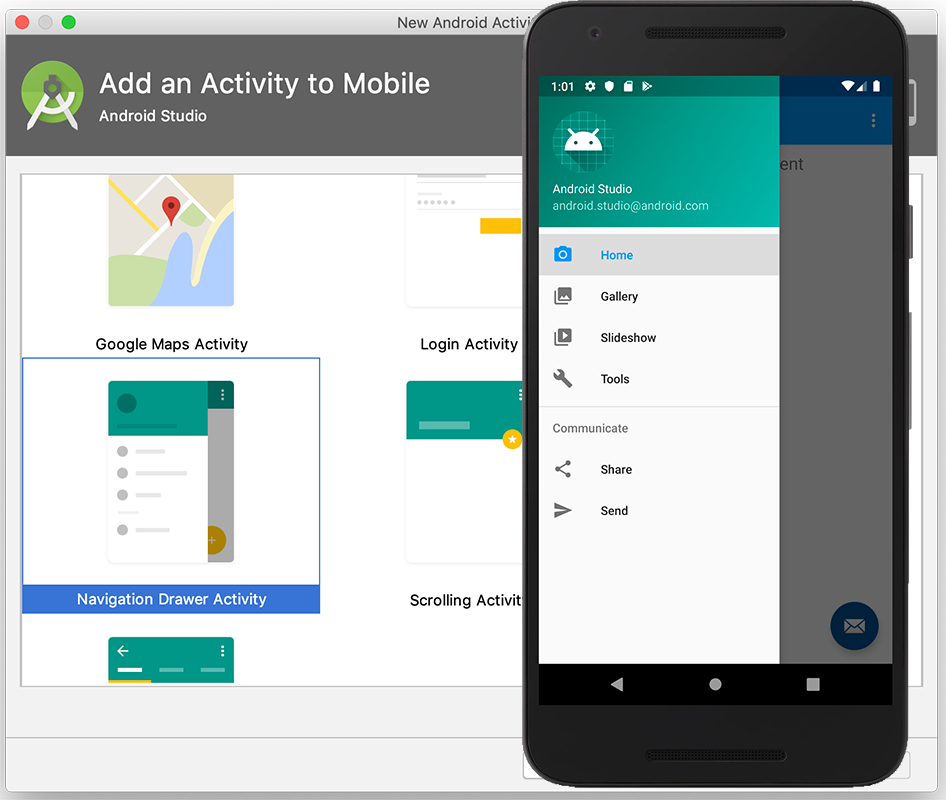 New Android Activi
Add an Activity to Mobile
Android Studio
Google Maps Activity
Login Activity
Navigation Drawer Activity
Scrolling Activit
1:01
ent
Android Studio
android.studio@android.com
Home
Gallery
Slideshow
Tools
Communicate
Share
Send